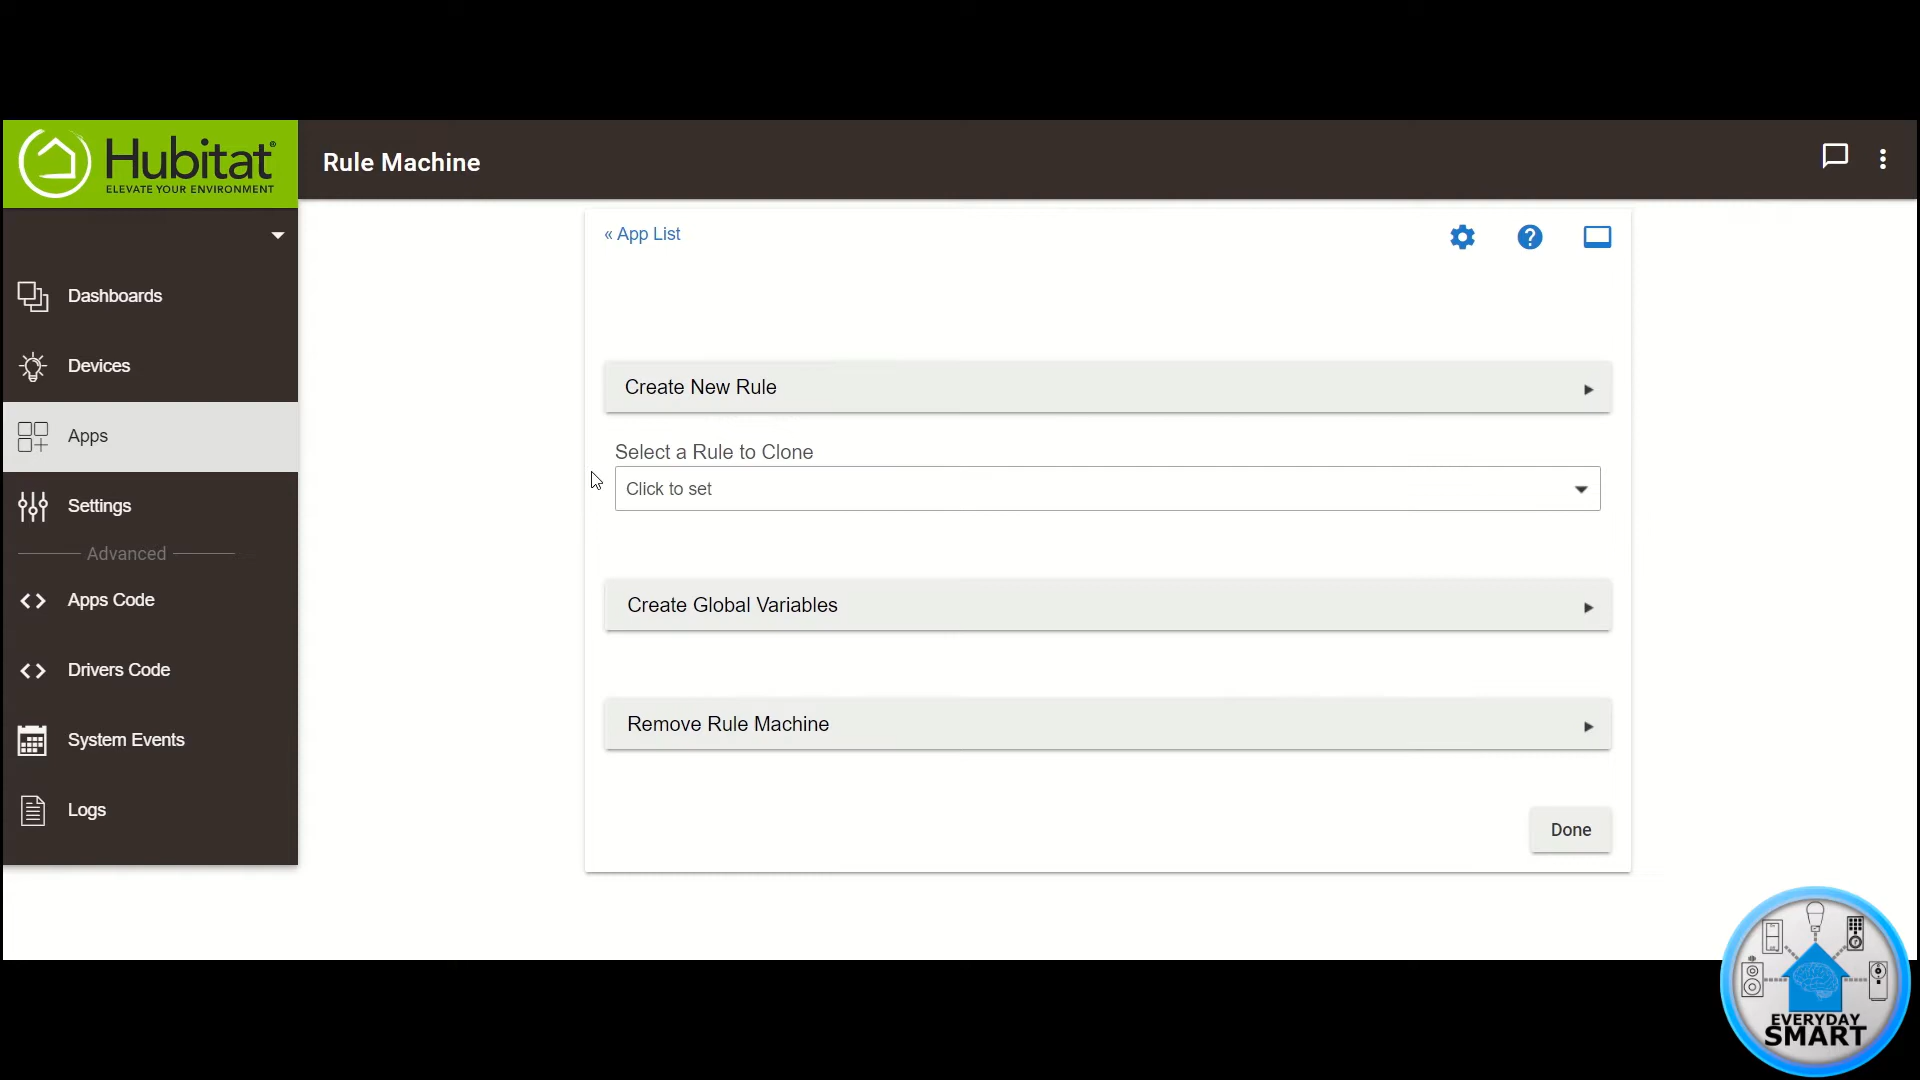 Hubitat®
ELEVATE YOUR ENVIRONMENT
Rule Machine
« App List
?
Dashboards
Devices
Apps
Settings
Advanced
Apps Code
Drivers Code
System Events
Logs
Create New Rule
Select a Rule to Clone
Click to set
Create Global Variables
Remove Rule Machine
Done
EVERYDAY
SMART